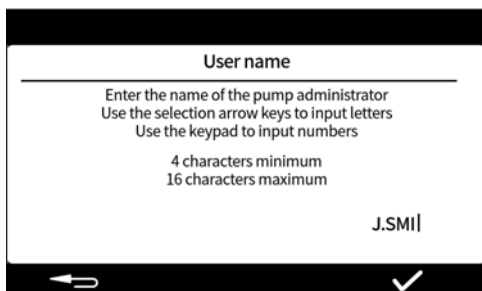 User name
Enter the name of the pump administrator
Use the selection arrow keys to input letters
Use the keypad to input numbers
4 characters minimum
16 characters maximum
J.SMI